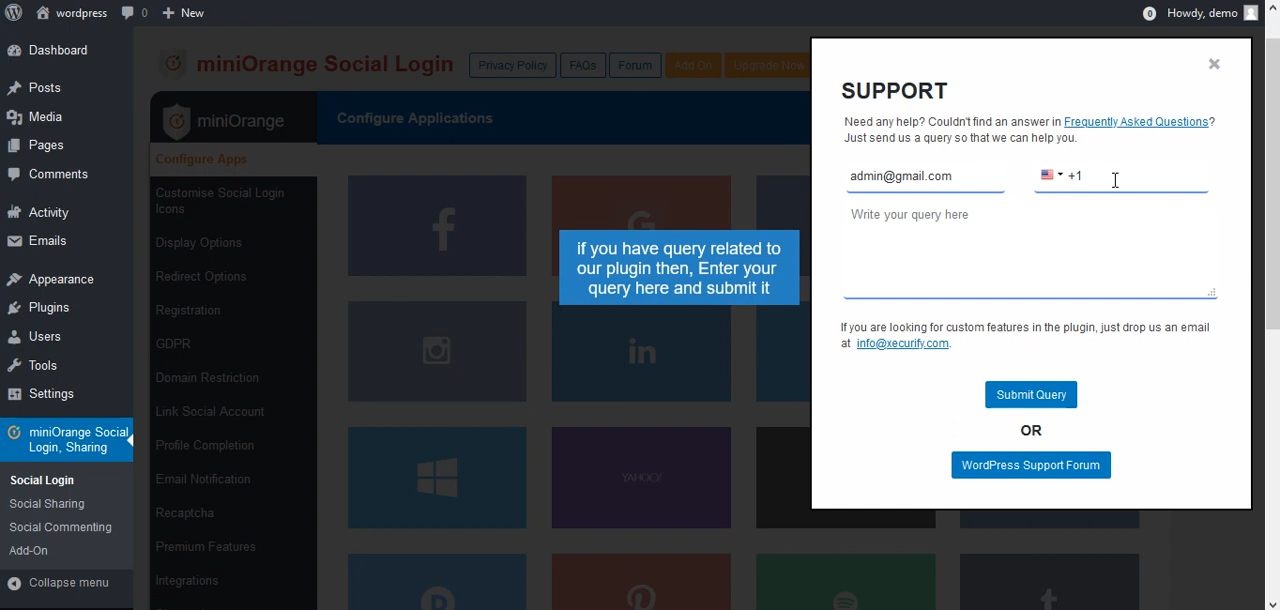 wordpress
0
New
0
Howdy, demo
Dashboard
Posts
Media
Pages
Comments
Activity
Emails
Appearance
Plugins
Users
Tools
Settings
miniOrange Social
Login, Sharing
Social Login
Social Sharing
Social Commenting
Add-On
Collapse menu
miniOrange Social Login
Privacy Policy
FAQs
Forum
Add On
Upgrade Now
miniOrange
Configure Applications
Configure Apps
Customise Social Login
Icons
Display Options
Redirect Options
Registration
GDPR
Domain Restriction
Link Social Account
Profile Completion
Email Notification
Recaptcha
Premium Features
Integrations
YAHOO!
if you have query related to
our plugin then, Enter your
query here and submit it
SUPPORT
Need any help? Couldn't find an answer in Frequently Asked Questions?
Just send us a query so that we can help you.
admin@gmail.com
+1
Write your query here
If you are looking for custom features in the plugin, just drop us an email
at info@xecurify.com.
Submit Query
OR
WordPress Support Forum